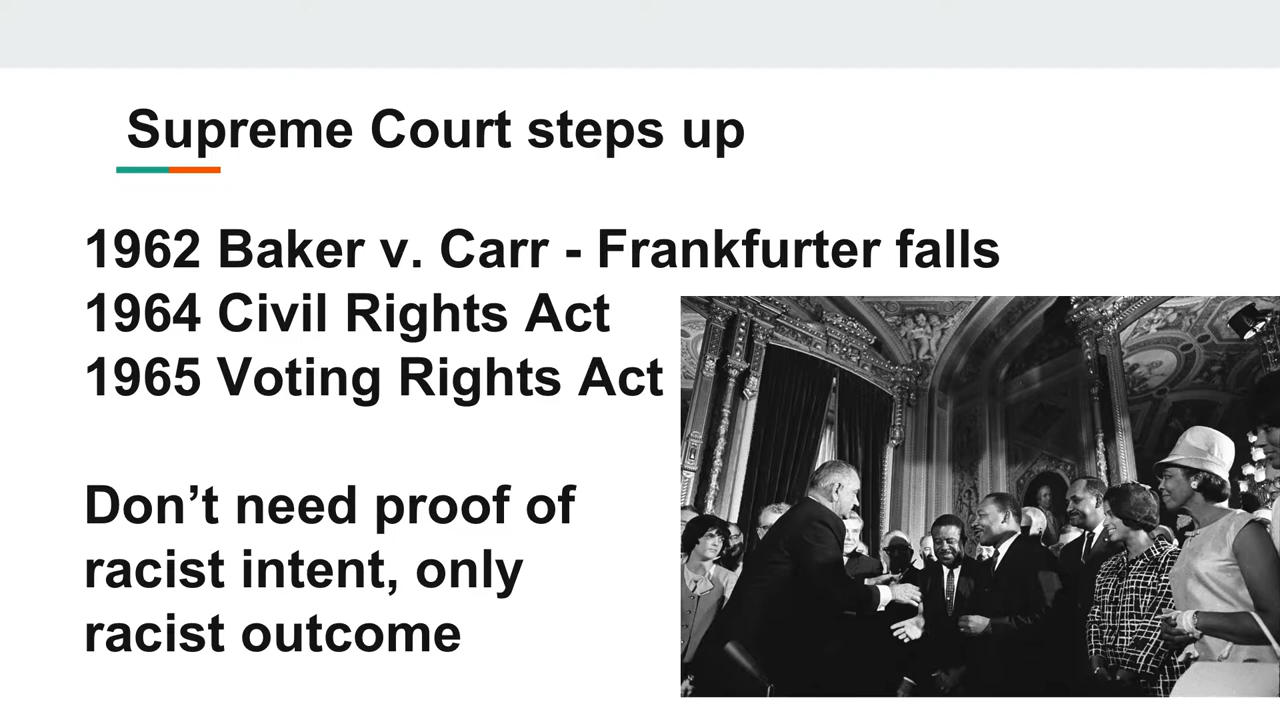 Supreme Court steps up
1962 Baker v. Carr - Frankfurter falls
1964 Civil Rights Act
1965 Voting Rights Act
Don’t need proof of
racist intent, only
racist outcome